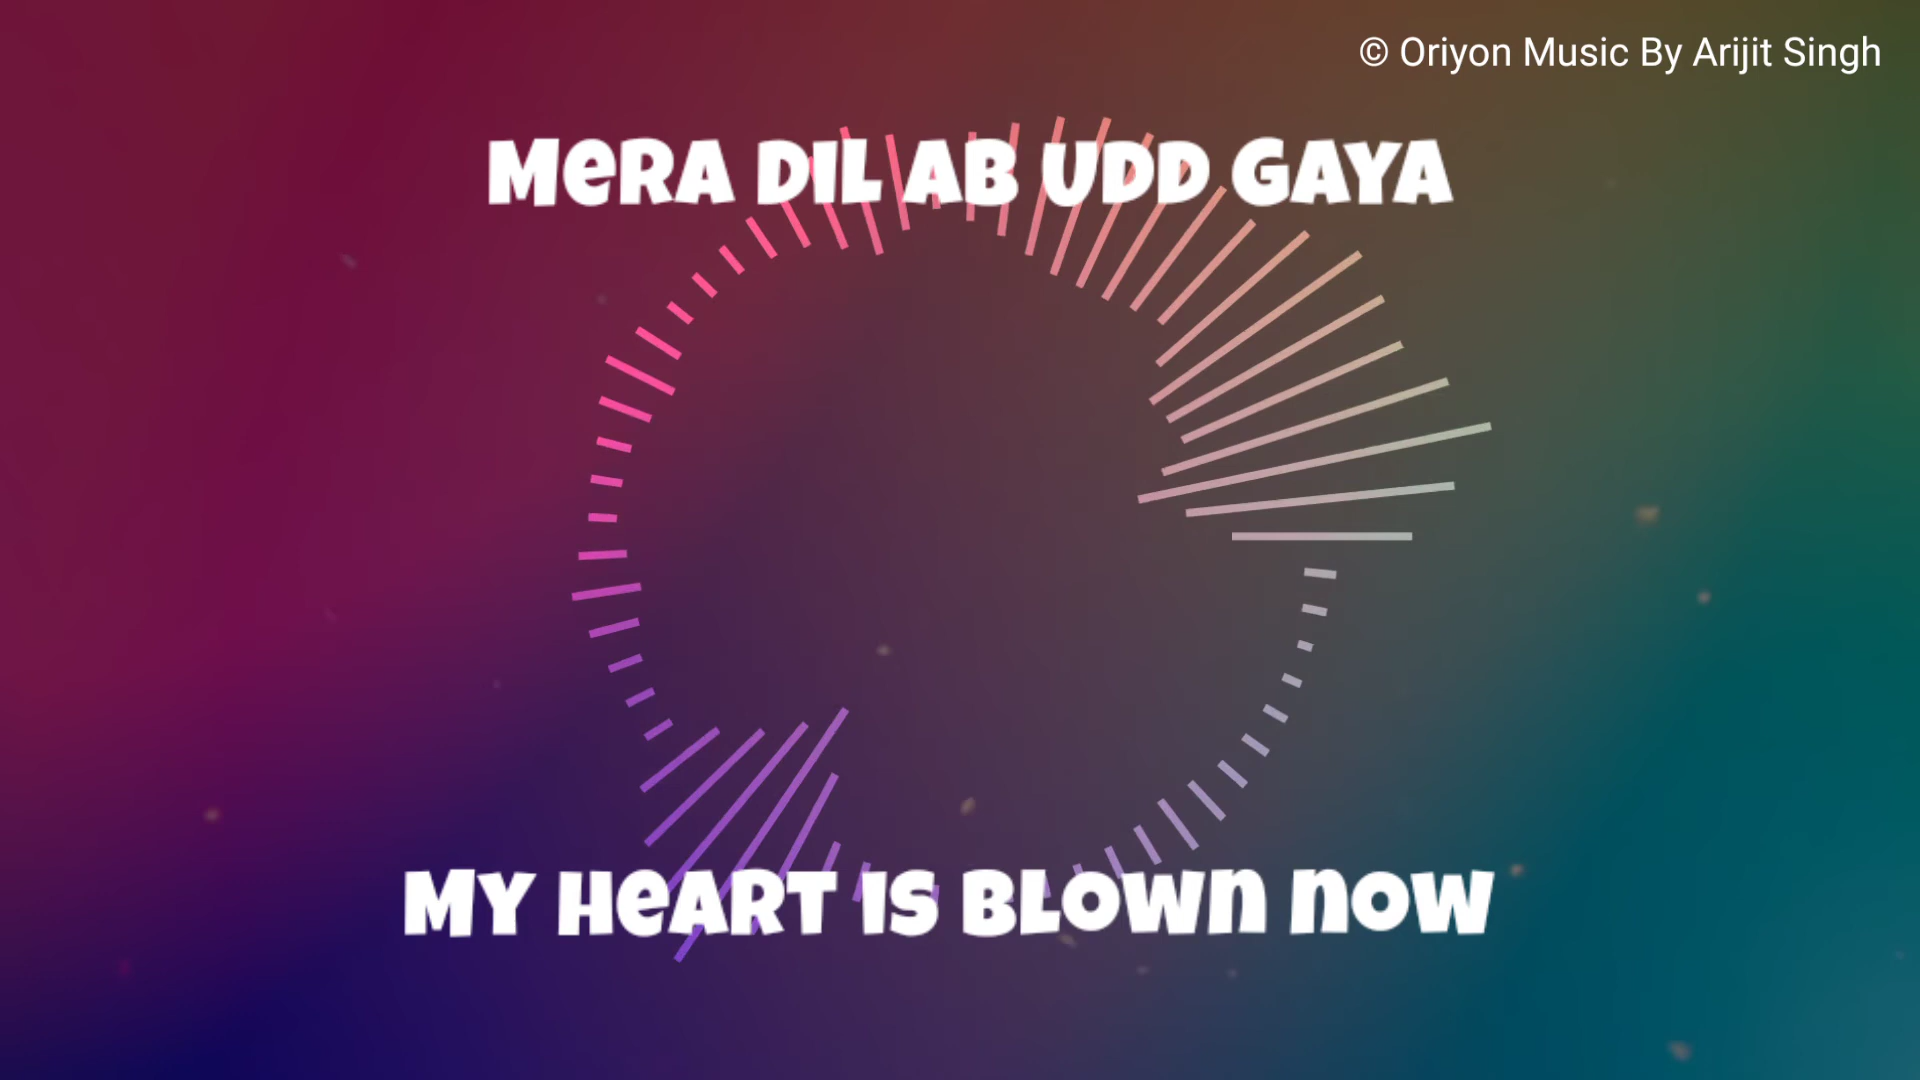 © Oriyon Music By Arijit Singh
MeRA DIL AB UDD GAYA
MY HeART IS BLOWn nOW